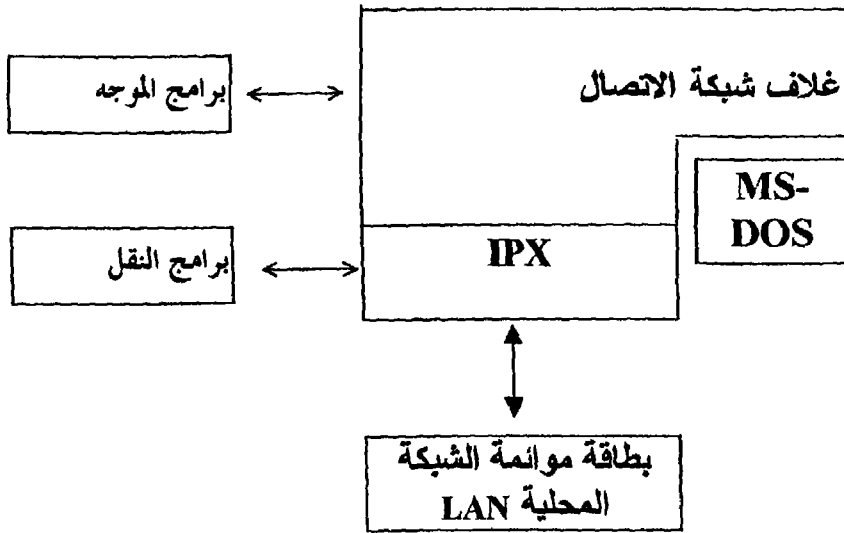 غلاف شبكة الاتصال
برامج الموجه
MS-
DOS
IPX
برامج النقل
بطاقة موائمة الشبكة
المحلية LAN